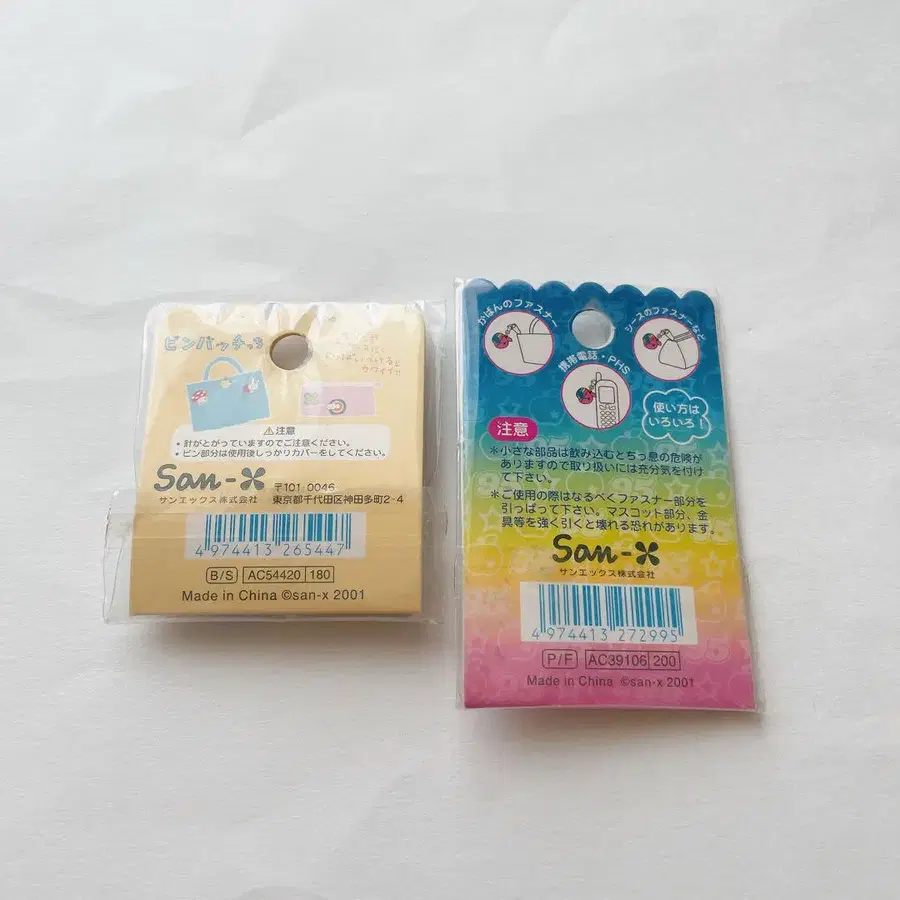 ピンバッチっ
カワイイ!!
⚠注意
・針がとがっていますのでご注意ください。
・ピン部分は使用後しっかりカバーをしてください。
San-X
サンエックス株式会社
〒101-0046
東京都千代田区神田多町2-4
4 974413 265447
B/S AC54420 180
Made in China ©san-x 2001
かばんのファスナー
シースのファスナーなど
携帯電話・PHS
使い方は
いろいろ!
注意
＊小さな部品は飲み込むとちっ息の危険が
ありますので取り扱いには充分気を付け
て下さい。
＊ご使用の際はなるべくファスナー部分を
引っぱって下さい。マスコット部分、金
具等を強く引くと壊れる恐れがあります。
San-X
サンエックス株式会社
4 974413 272995
P/F AC39106 200
Made in China ©san-x 2001